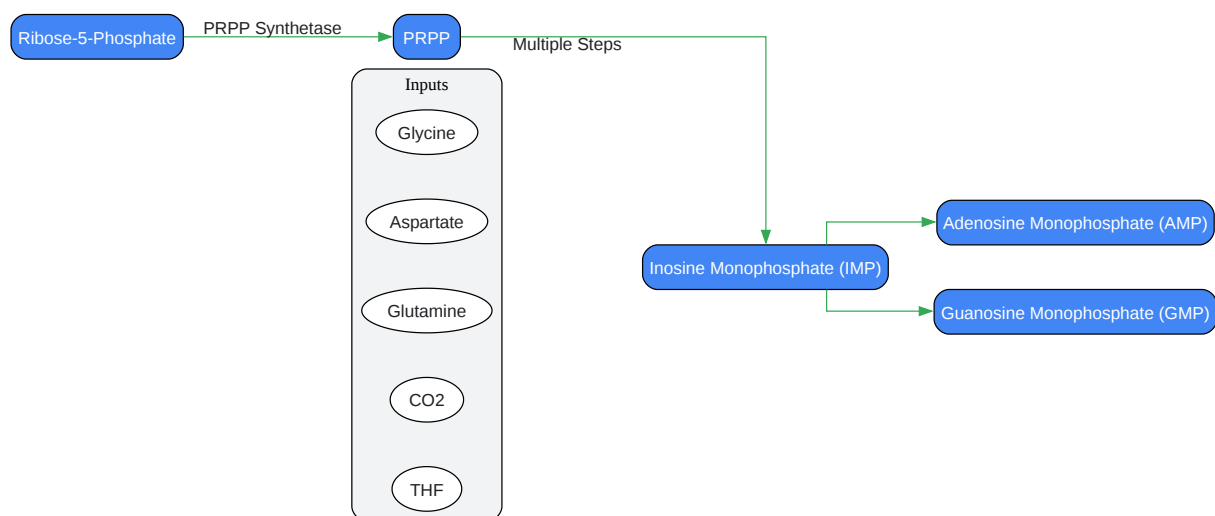 Ribose-5-Phosphate
PRPP Synthetase
PRPP
Multiple Steps
Inputs
Glycine
Aspartate
Glutamine
CO2
THF
Inosine Monophosphate (IMP)
Adenosine Monophosphate (AMP)
Guanosine Monophosphate (GMP)